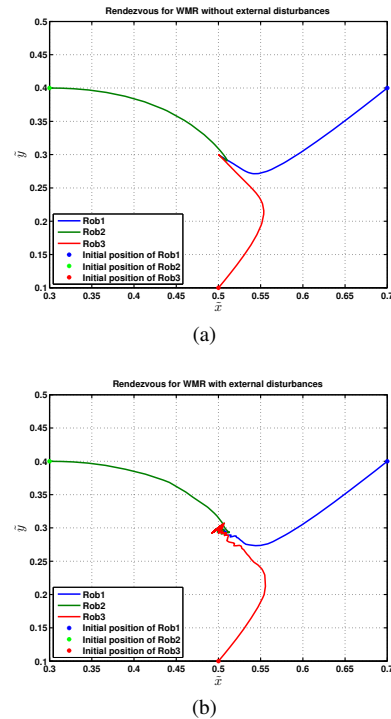 Rendezvous for WMR without external disturbances
0.5
0.45
0.4
0.35
0.3
0.25
0.2
0.15
0.1
ỹ
Rob1
Rob2
Rob3
Initial position of Rob1
Initial position of Rob2
Initial position of Rob3
0.3 0.35 0.4 0.45 0.5 0.55 0.6 0.65 0.7
x̃
(a)
Rendezvous for WMR with external disturbances
0.5
0.45
0.4
0.35
0.3
0.25
0.2
0.15
0.1
ỹ
Rob1
Rob2
Rob3
Initial position of Rob1
Initial position of Rob2
Initial position of Rob3
0.3 0.35 0.4 0.45 0.5 0.55 0.6 0.65 0.7
x̃
(b)